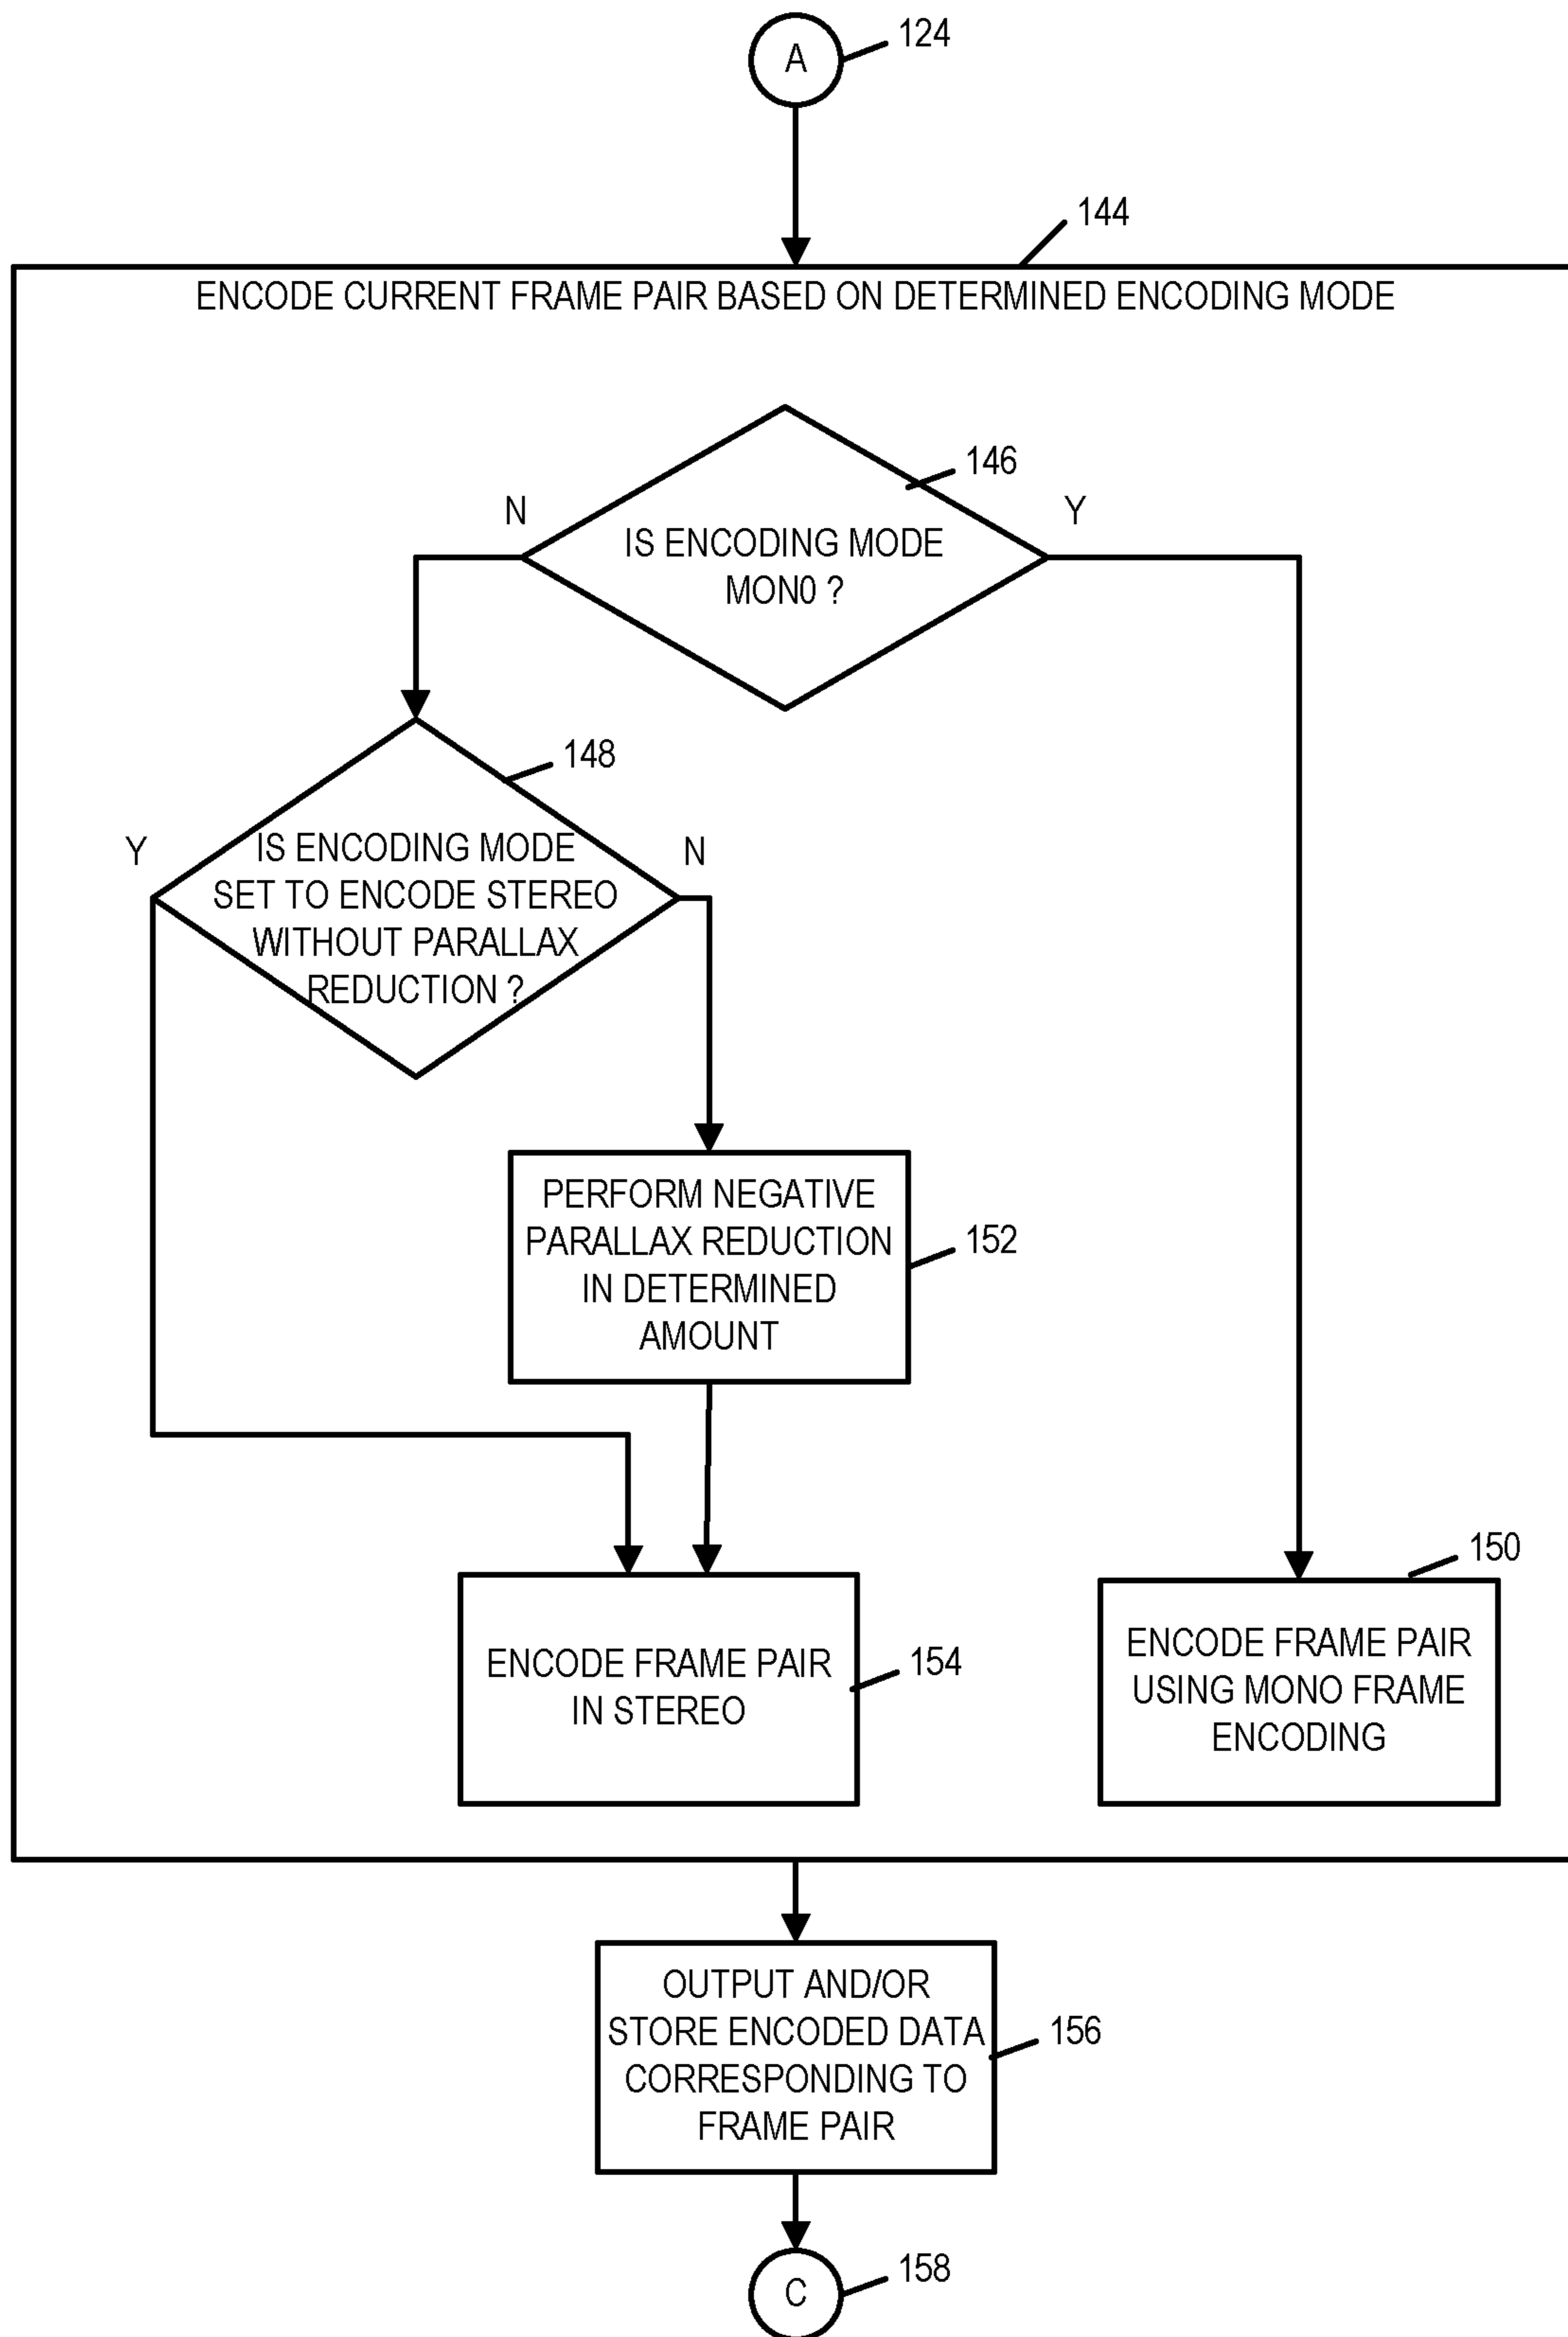 A
124
144
ENCODE CURRENT FRAME PAIR BASED ON DETERMINED ENCODING MODE
146
N
Y
IS ENCODING MODE
MON0 ?
148
Y
N
IS ENCODING MODE
SET TO ENCODE STEREO
WITHOUT PARALLAX
REDUCTION ?
PERFORM NEGATIVE
PARALLAX REDUCTION
IN DETERMINED
AMOUNT
152
150
ENCODE FRAME PAIR
IN STEREO
154
ENCODE FRAME PAIR
USING MONO FRAME
ENCODING
OUTPUT AND/OR
STORE ENCODED DATA
CORRESPONDING TO
FRAME PAIR
156
C
158